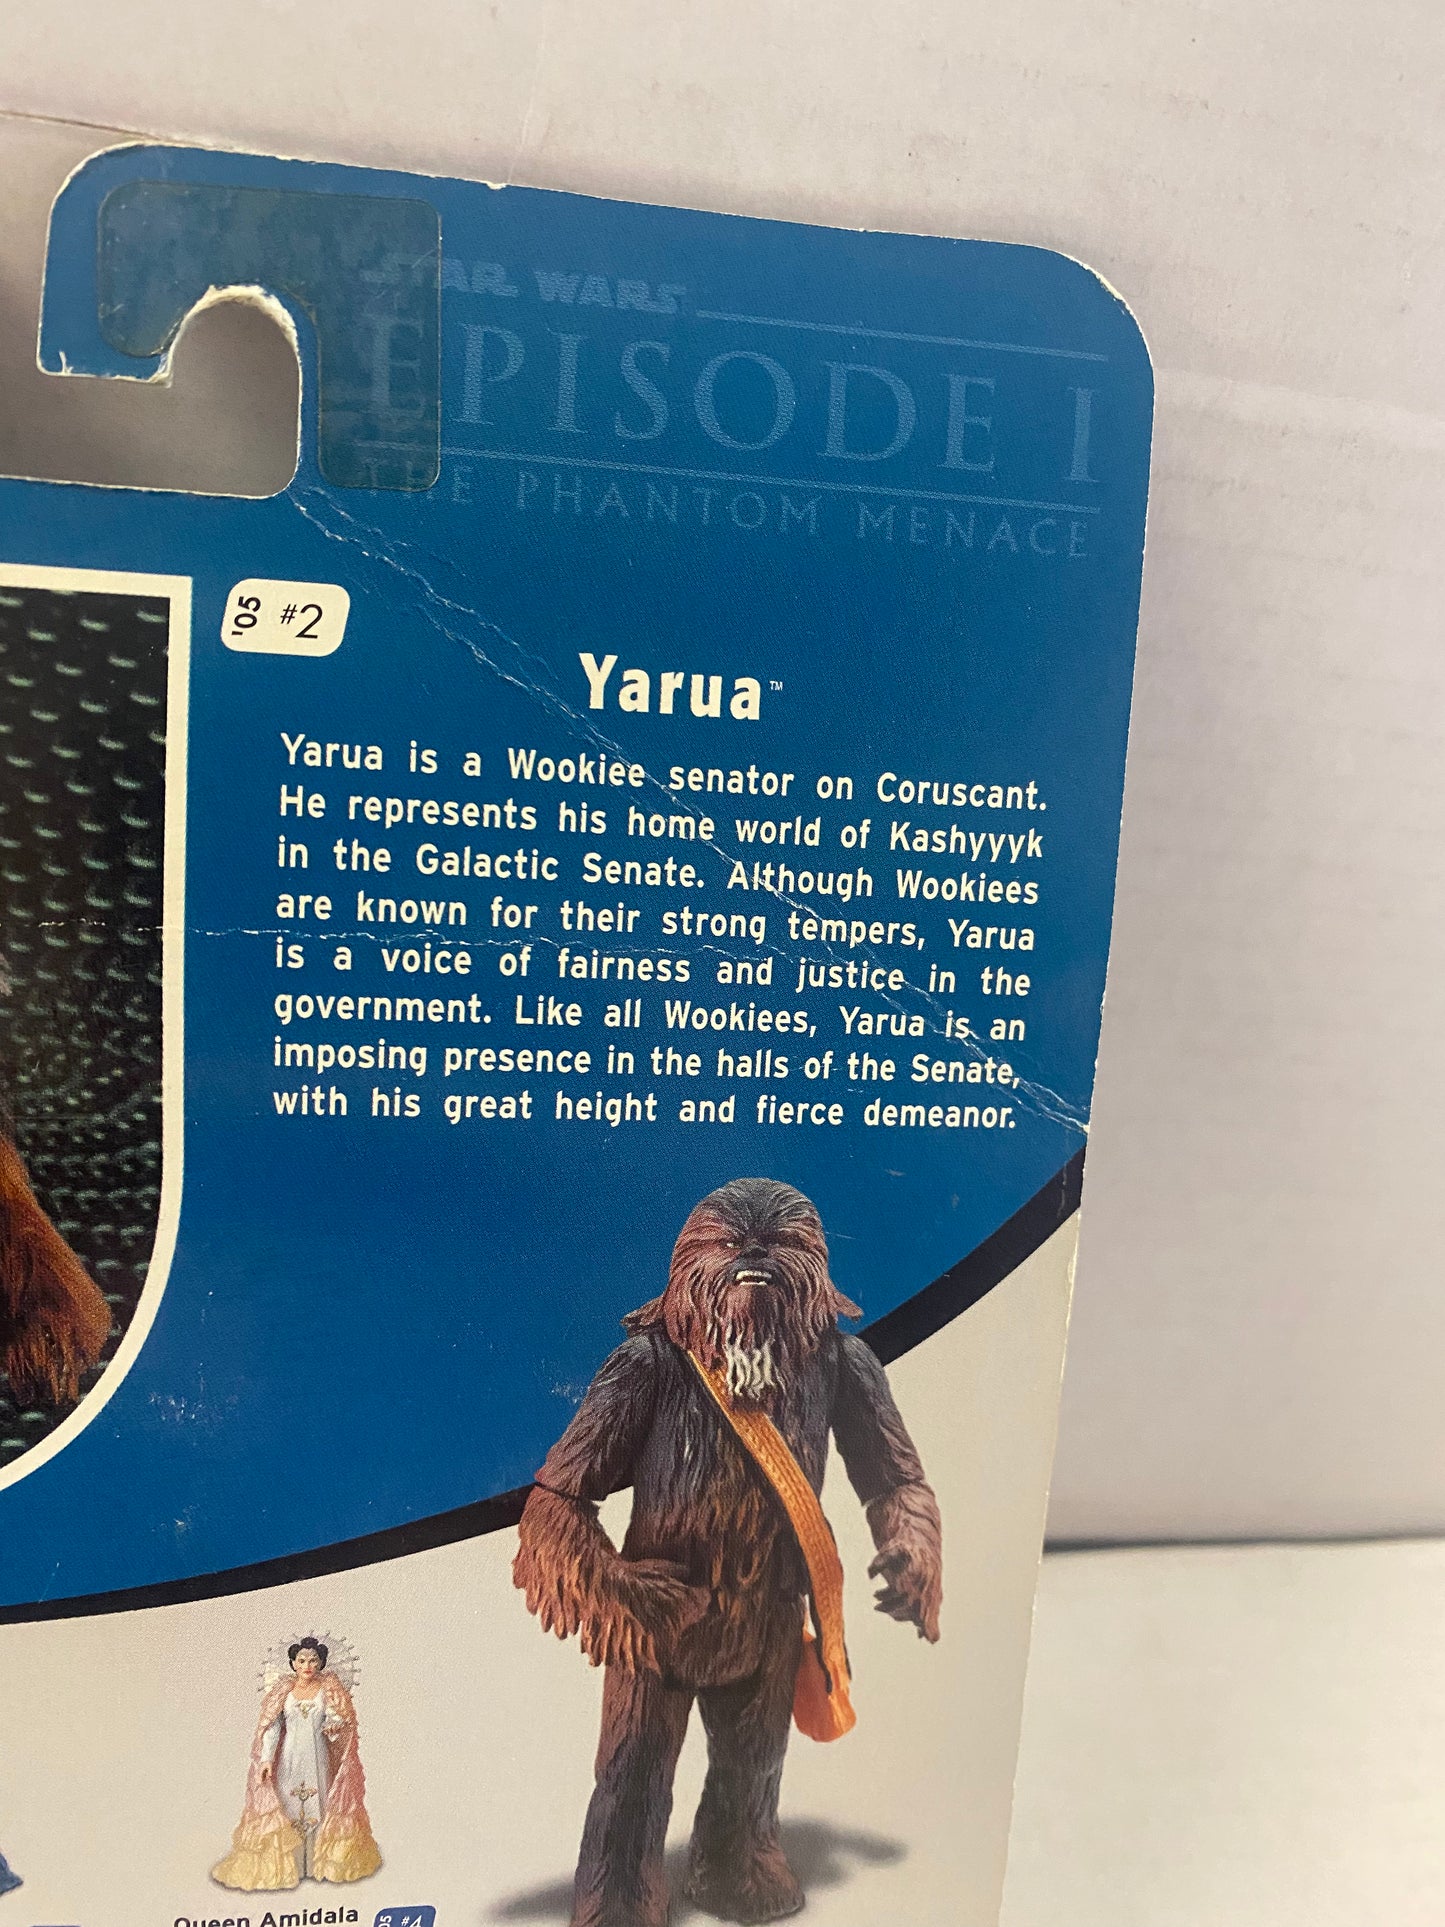 STAR WARS
EPISODE I
THE PHANTOM MENACE
'05 #2
Yarua™
Yarua is a Wookiee senator on Coruscant.
He represents his home world of Kashyyyk
in the Galactic Senate. Although Wookiees
are known for their strong tempers, Yarua
is a voice of fairness and justice in the
government. Like all Wookiees, Yarua is an
imposing presence in the halls of the Senate,
with his great height and fierce demeanor.
Queen Amidala '05 #4